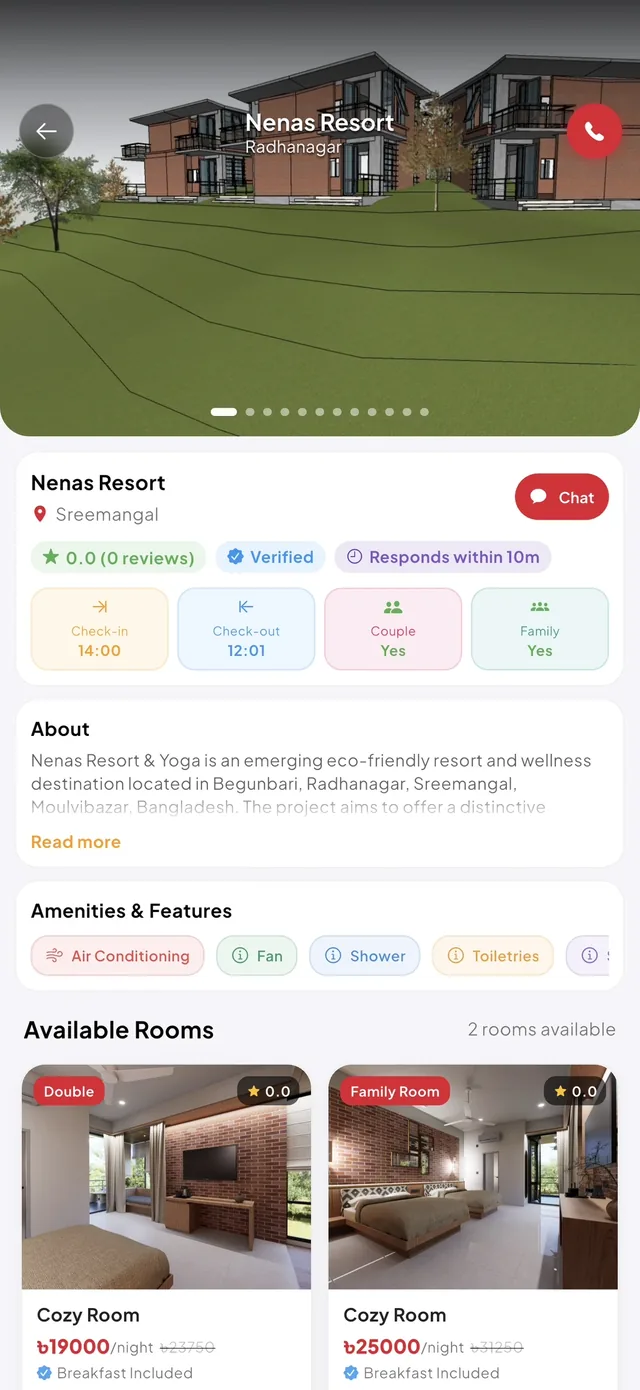 Nenas Resort
Radhanagar
Nenas Resort
Sreemangal
Chat
0.0 (0 reviews)
Verified
Responds within 10m
Check-in
14:00
Check-out
12:01
Couple
Yes
Family
Yes
About
Nenas Resort & Yoga is an emerging eco-friendly resort and wellness
destination located in Begunbari, Radhanagar, Sreemangal,
Moulvibazar, Bangladesh. The project aims to offer a distinctive
Read more
Amenities & Features
Air Conditioning
Fan
Shower
Toiletries
Available Rooms
2 rooms available
Double
0.0
Family Room
0.0
Cozy Room
৳19000/night ৳23750
Breakfast Included
Cozy Room
৳25000/night ৳31250
Breakfast Included